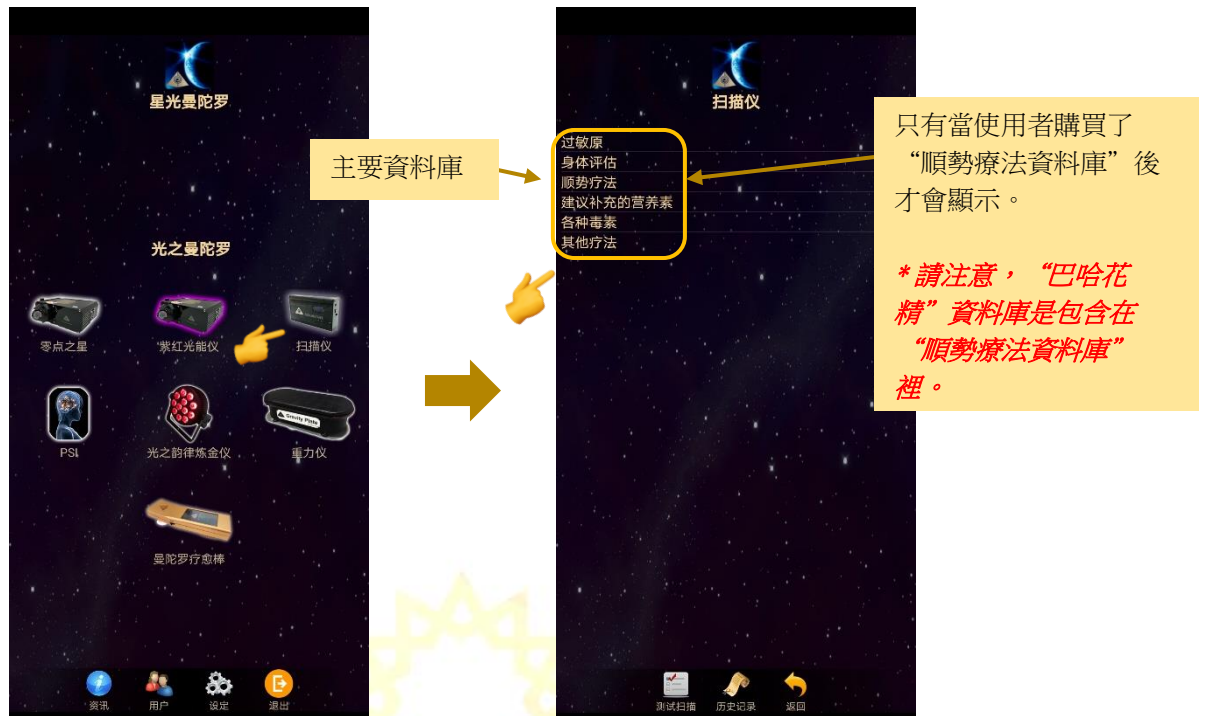 星光曼陀罗
光之曼陀罗
零点之星
紫红光能仪
扫描仪
PSI
光之韵律炼金仪
Gravity Plate
重力仪
曼陀罗疗愈棒
资讯
用户
设定
退出
主要資料庫
扫描仪
过敏原
身体评估
顺势疗法
建议补充的营养素
各种毒素
其他疗法
测试扫描
历史记录
返回
只有當使用者購買了
“順勢療法資料庫”後
才會顯示。
*請注意，“巴哈花
精”資料庫是包含在
“順勢療法資料庫”
裡。